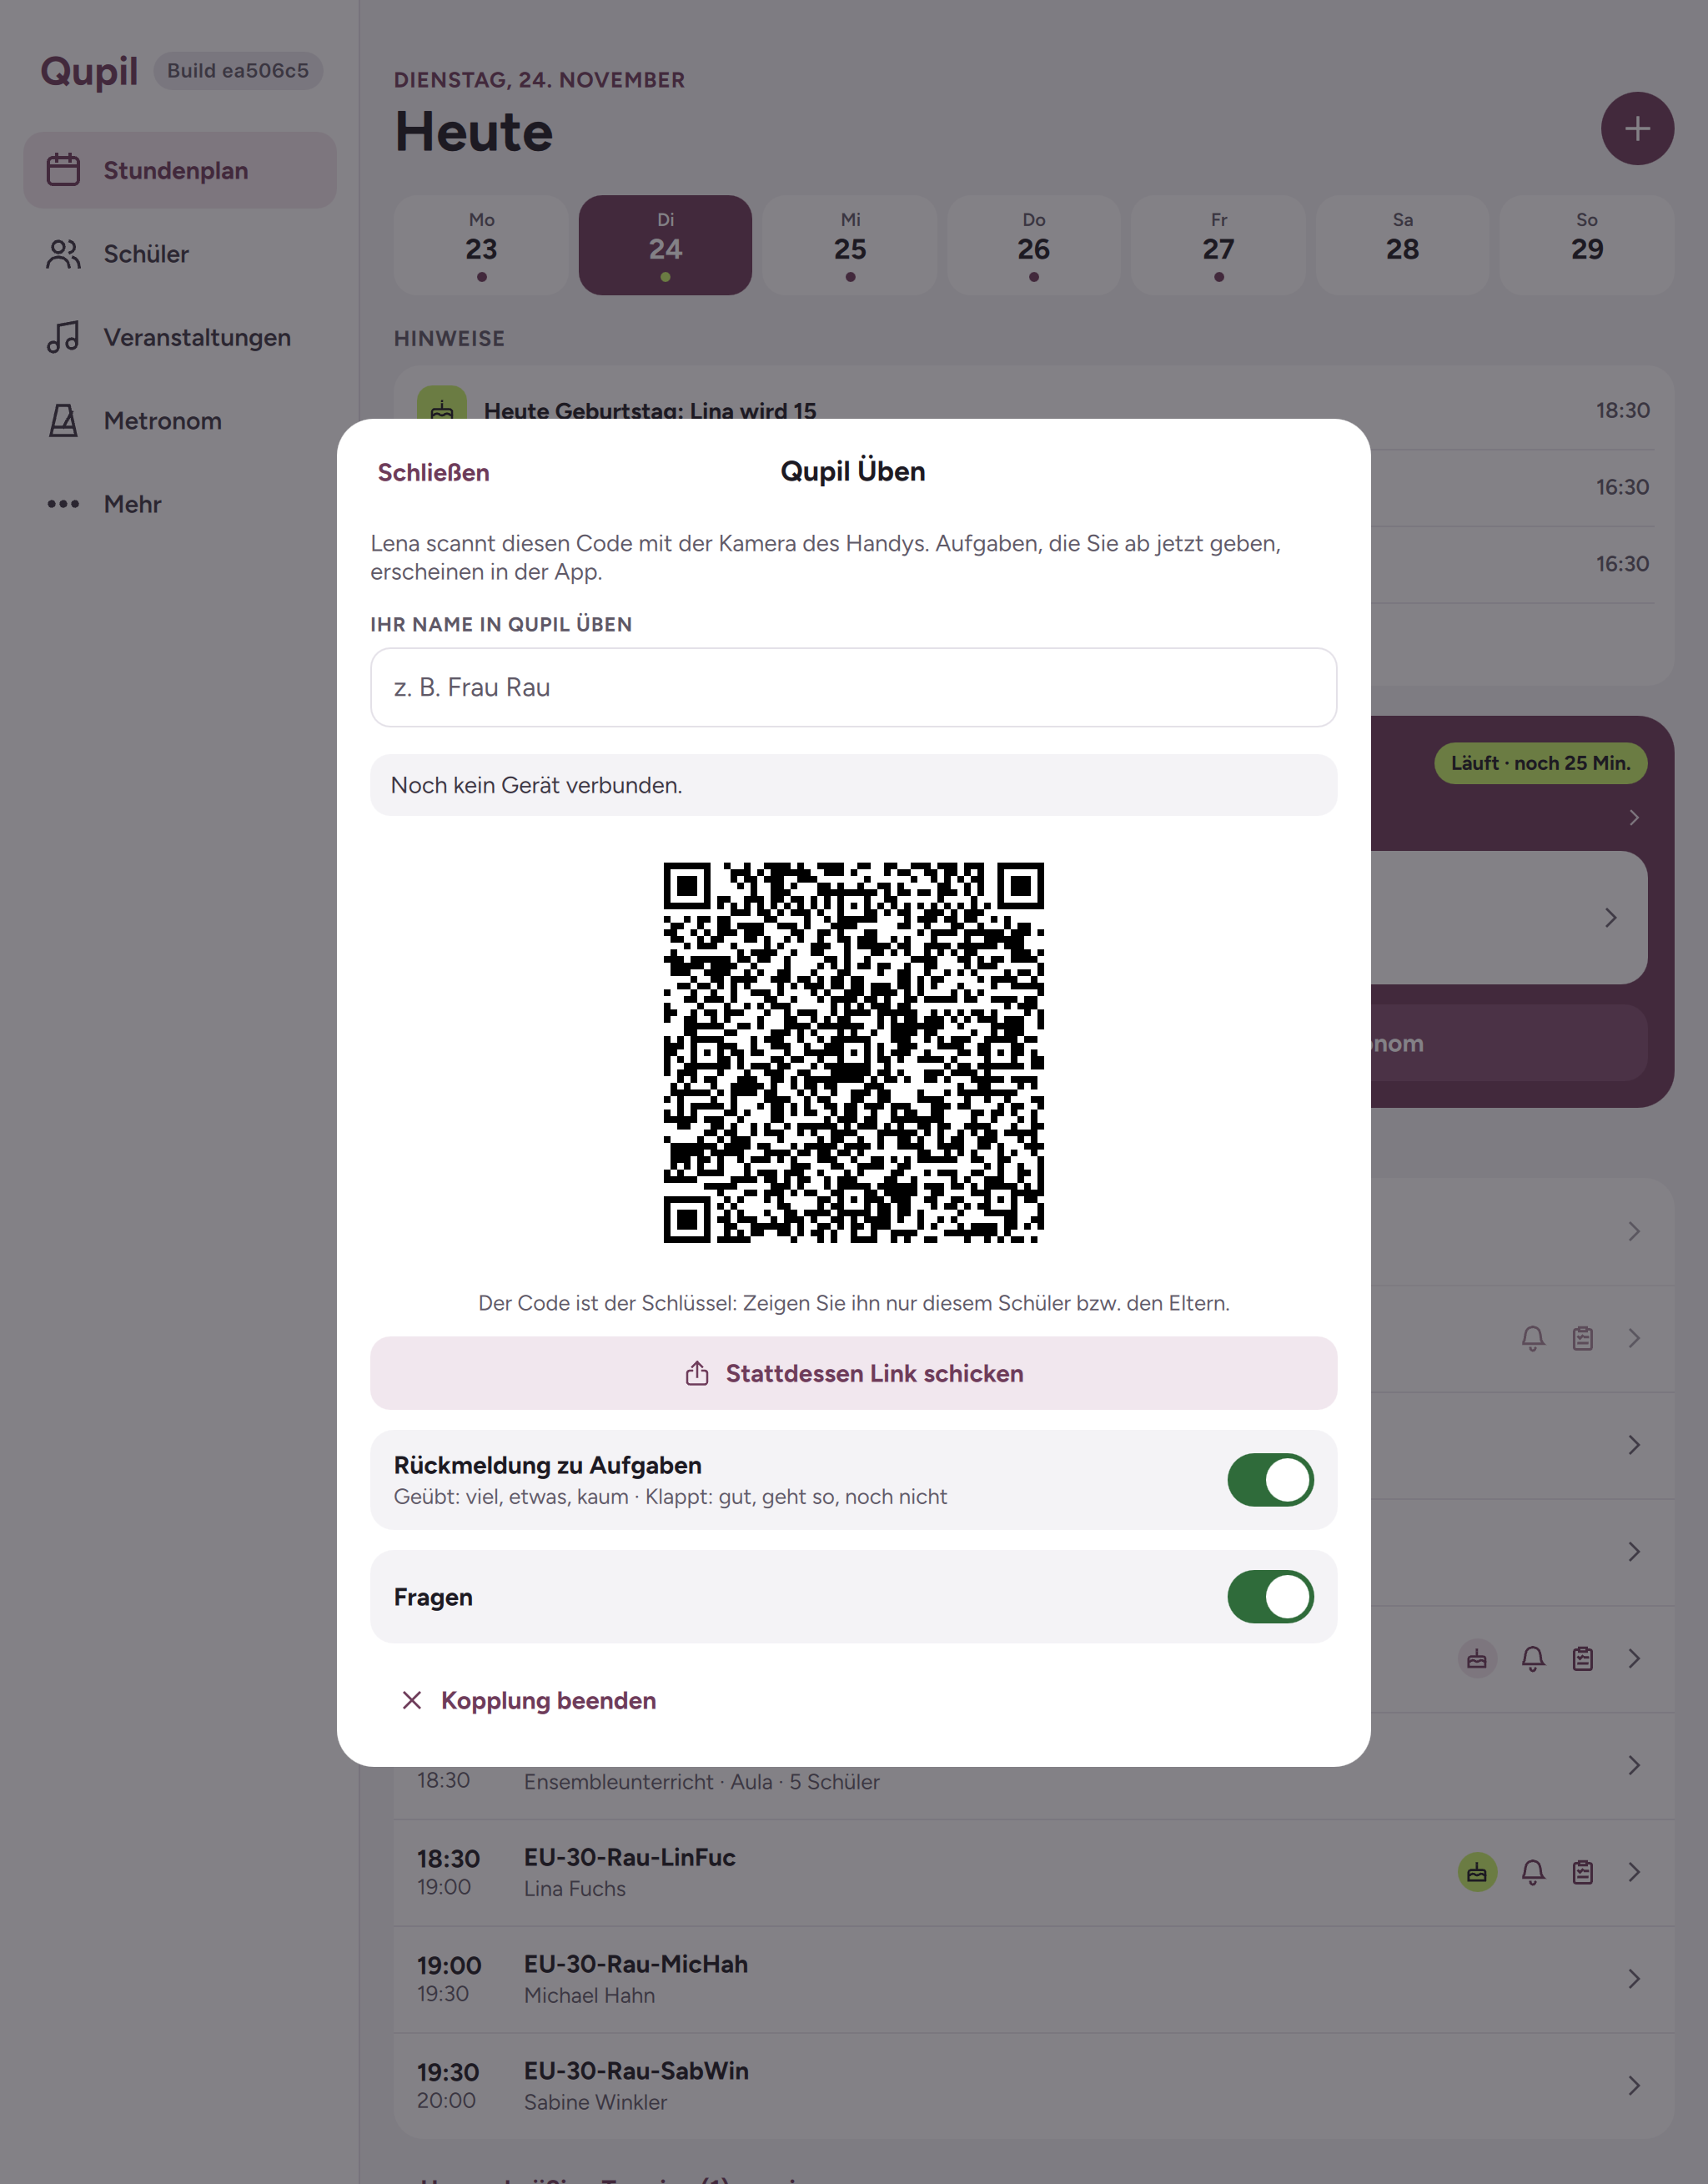 Qupil
Build ea506c5
Stundenplan
Schüler
Veranstaltungen
Metronom
Mehr
DIENSTAG, 24. NOVEMBER
Heute
Mo
23
Di
24
Mi
25
Do
26
Fr
27
Sa
28
So
29
HINWEISE
Heute Geburtstag: Lina wird 15
18:30
16:30
16:30
Läuft · noch 25 Min.
Schließen
Qupil Üben
Lena scannt diesen Code mit der Kamera des Handys. Aufgaben, die Sie ab jetzt geben,
erscheinen in der App.
IHR NAME IN QUPIL ÜBEN
z. B. Frau Rau
Noch kein Gerät verbunden.
Der Code ist der Schlüssel: Zeigen Sie ihn nur diesem Schüler bzw. den Eltern.
Stattdessen Link schicken
Rückmeldung zu Aufgaben
Geübt: viel, etwas, kaum · Klappt: gut, geht so, noch nicht
Fragen
Kopplung beenden
18:30
Ensembleunterricht · Aula · 5 Schüler
18:30
19:00
EU-30-Rau-LinFuc
Lina Fuchs
19:00
19:30
EU-30-Rau-MicHah
Michael Hahn
19:30
20:00
EU-30-Rau-SabWin
Sabine Winkler